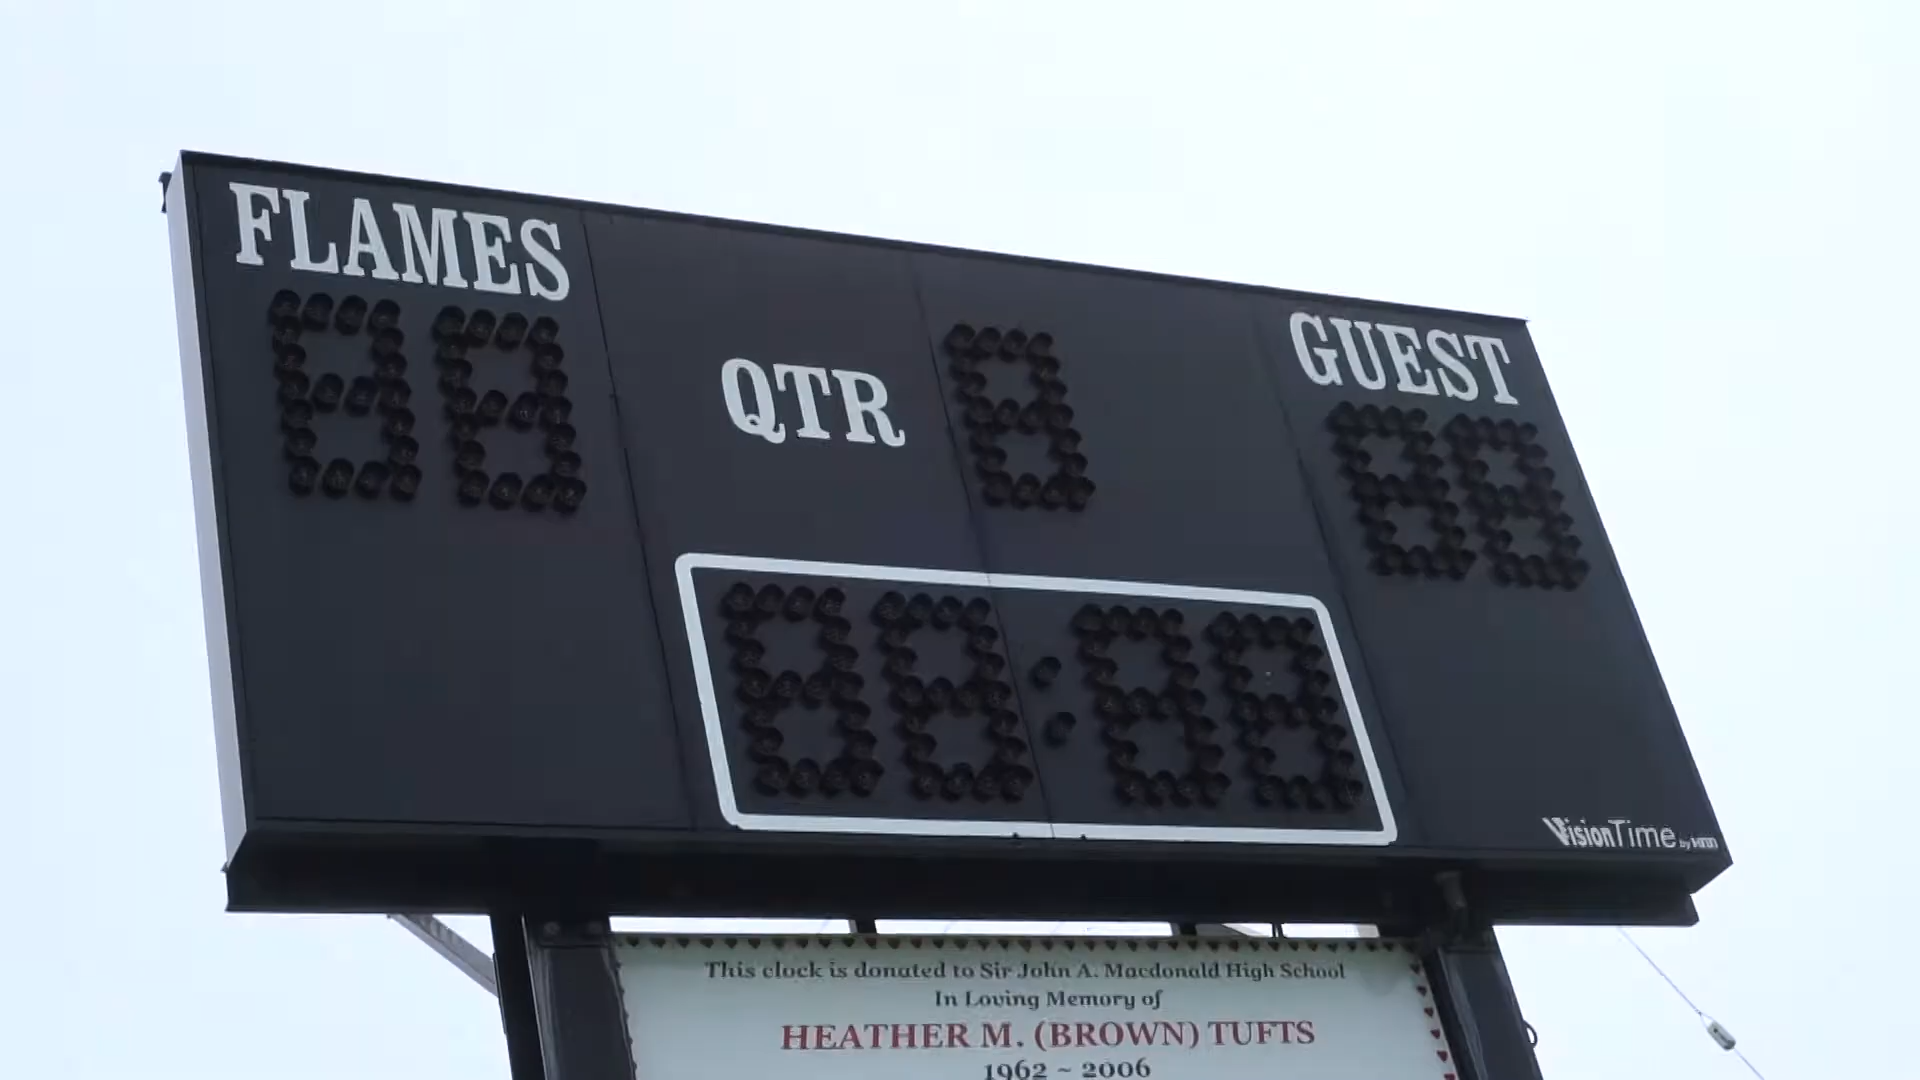 FLAMES
QTR
GUEST
VisionTime by
This clock is donated to Sir John A. Macdonald High School
In Loving Memory of
HEATHER M. (BROWN) TUFTS
1962 ~ 2006